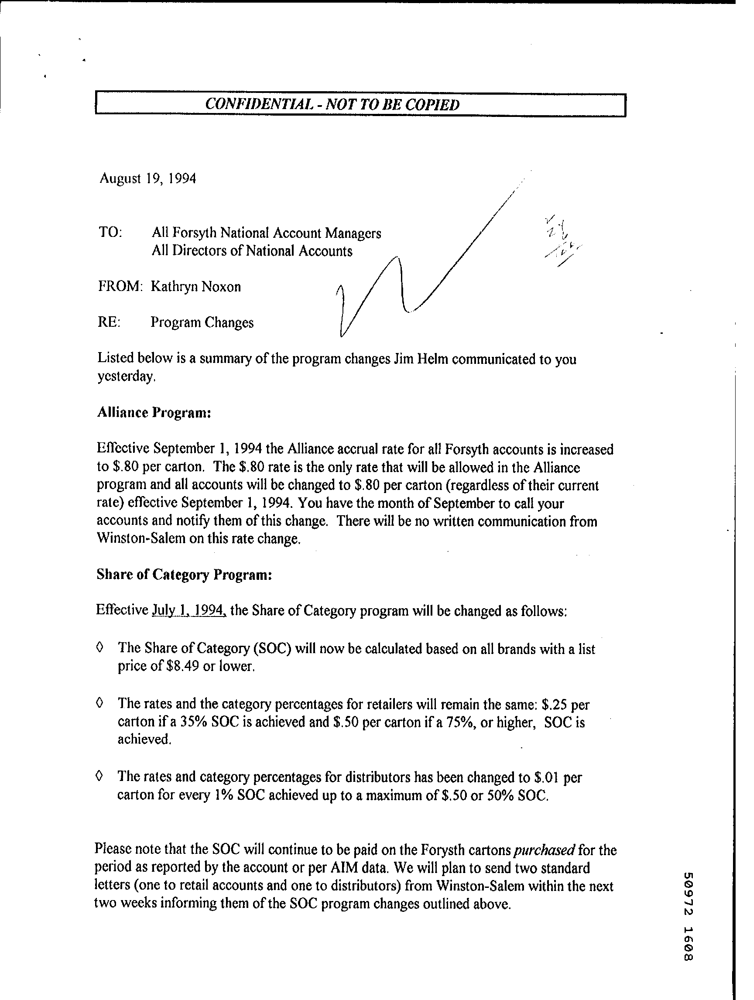 CONFIDENTIAL - NOT TO BE COPIED
August 19, 1994
TO: All Forsyth National Account Managers
All Directors of National Accounts
FROM: Kathryn Noxon
RE: Program Changes
Listed below is a summary of the program changes Jim Helm communicated to you
yesterday.
Alliance Program:
Effective September 1, 1994 the Alliance accrual rate for all Forsyth accounts is increased
to $.80 per carton. The $.80 rate is the only rate that will be allowed in the Alliance
program and all accounts will be changed to $.80 per carton (regardless of their current
rate) effective September 1, 1994. You have the month of September to call your
accounts and notify them of this change. There will be no written communication from
Winston-Salem on this rate change.
Share of Category Program:
Effective July 1, 1994, the Share of Category program will be changed as follows:
◊ The Share of Category (SOC) will now be calculated based on all brands with a list
price of $8.49 or lower.
◊ The rates and the category percentages for retailers will remain the same: $.25 per
carton if a 35% SOC is achieved and $.50 per carton if a 75%, or higher, SOC is
achieved.
◊ The rates and category percentages for distributors has been changed to $.01 per
carton for every 1% SOC achieved up to a maximum of $.50 or 50% SOC.
Please note that the SOC will continue to be paid on the Forysth cartons purchased for the
period as reported by the account or per AIM data. We will plan to send two standard
letters (one to retail accounts and one to distributors) from Winston-Salem within the next
two weeks informing them of the SOC program changes outlined above.
50972 1608